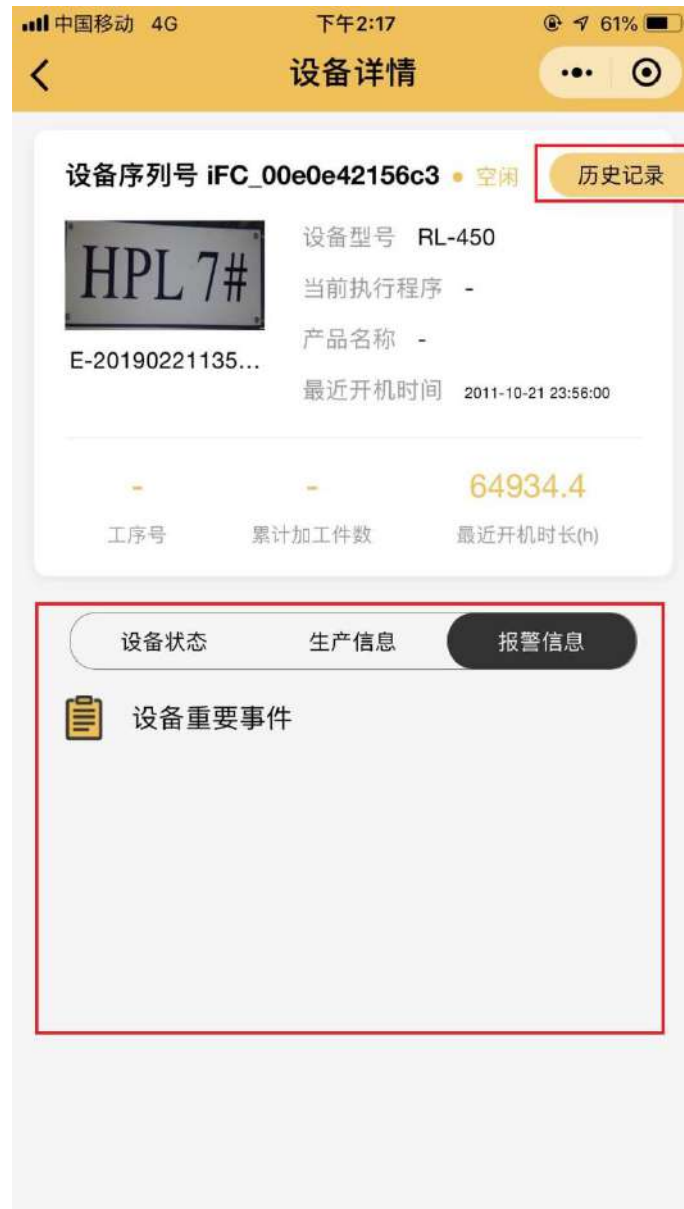 中国移动 4G 下午2:17 61%
设备详情
设备序列号 iFC_00e0e42156c3 空闲 历史记录
HPL 7#
设备型号 RL-450
当前执行程序 -
产品名称 -
E-20190221135...
最近开机时间 2011-10-21 23:56:00
- - 64934.4
工序号 累计加工件数 最近开机时长(h)
设备状态 生产信息 报警信息
设备重要事件